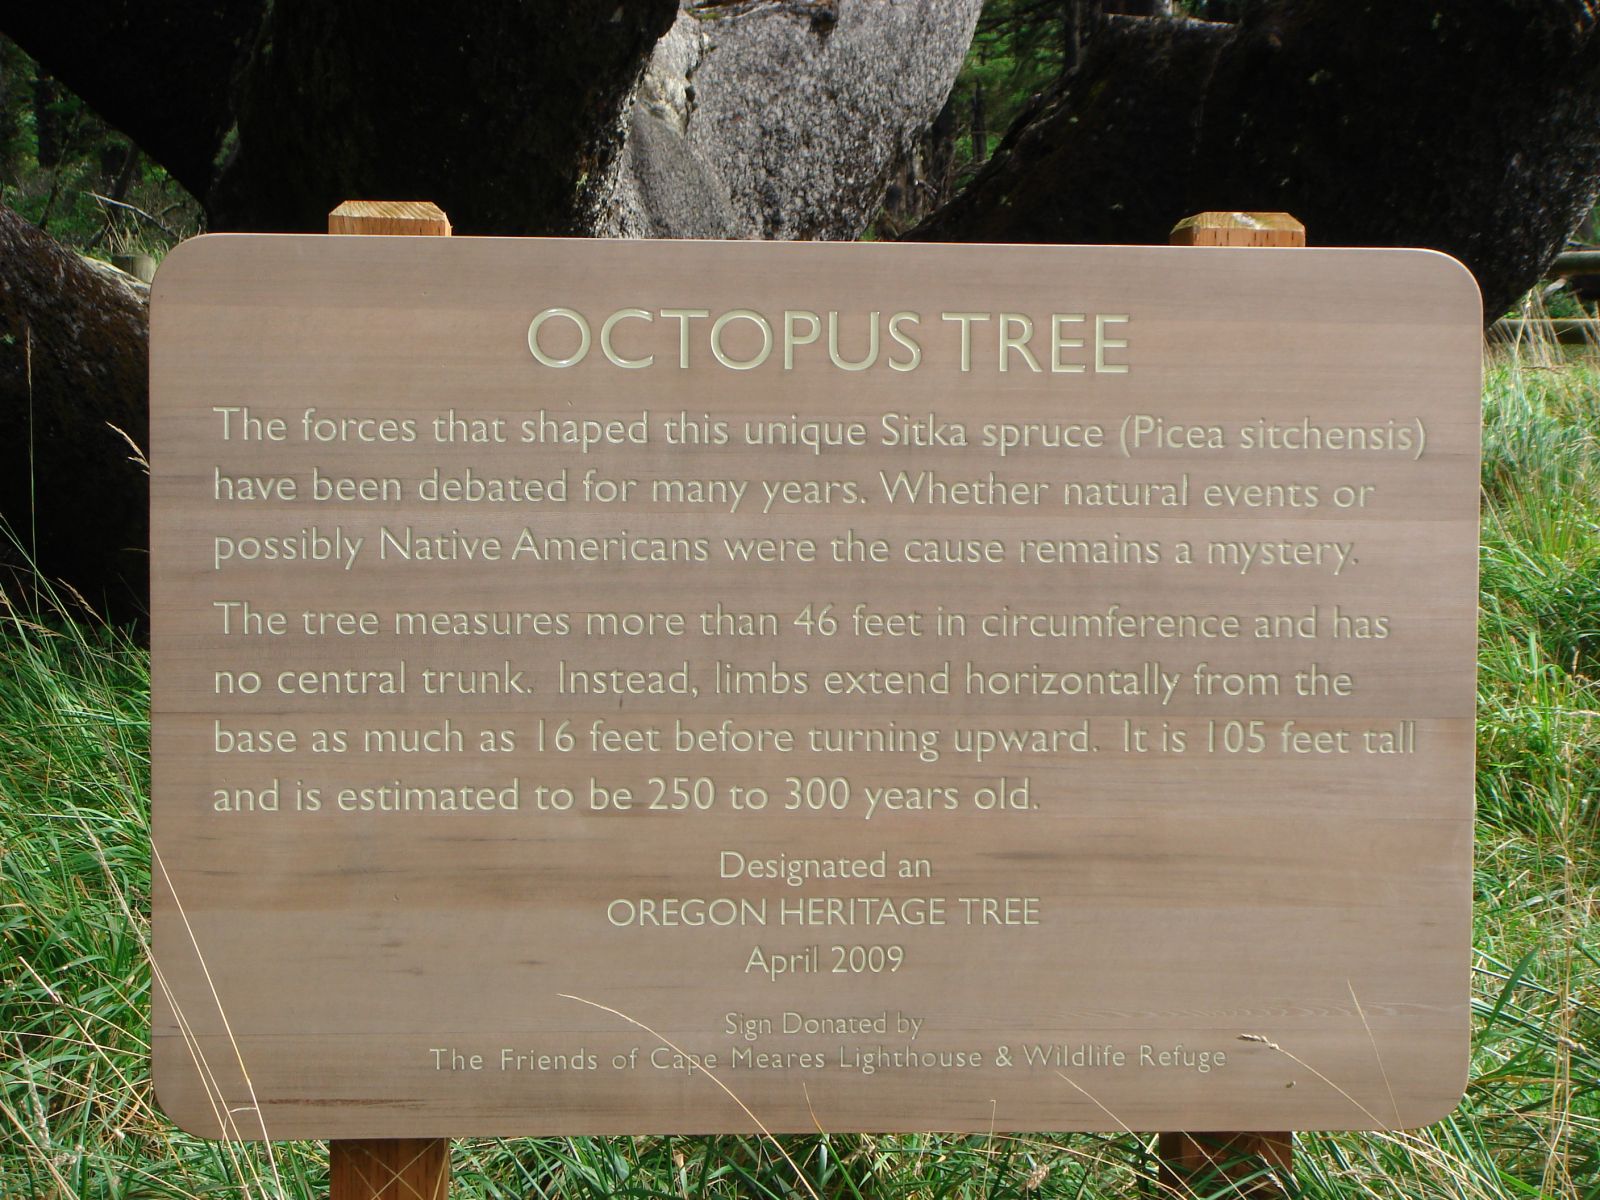 OCTOPUS TREE
The forces that shaped this unique Sitka spruce (Picea sitchensis)
have been debated for many years. Whether natural events or
possibly Native Americans were the cause remains a mystery.
The tree measures more than 46 feet in circumference and has
no central trunk. Instead, limbs extend horizontally from the
base as much as 16 feet before turning upward. It is 105 feet tall
and is estimated to be 250 to 300 years old.
Designated an
OREGON HERITAGE TREE
April 2009
Sign Donated by
The Friends of Cape Meares Lighthouse & Wildlife Refuge